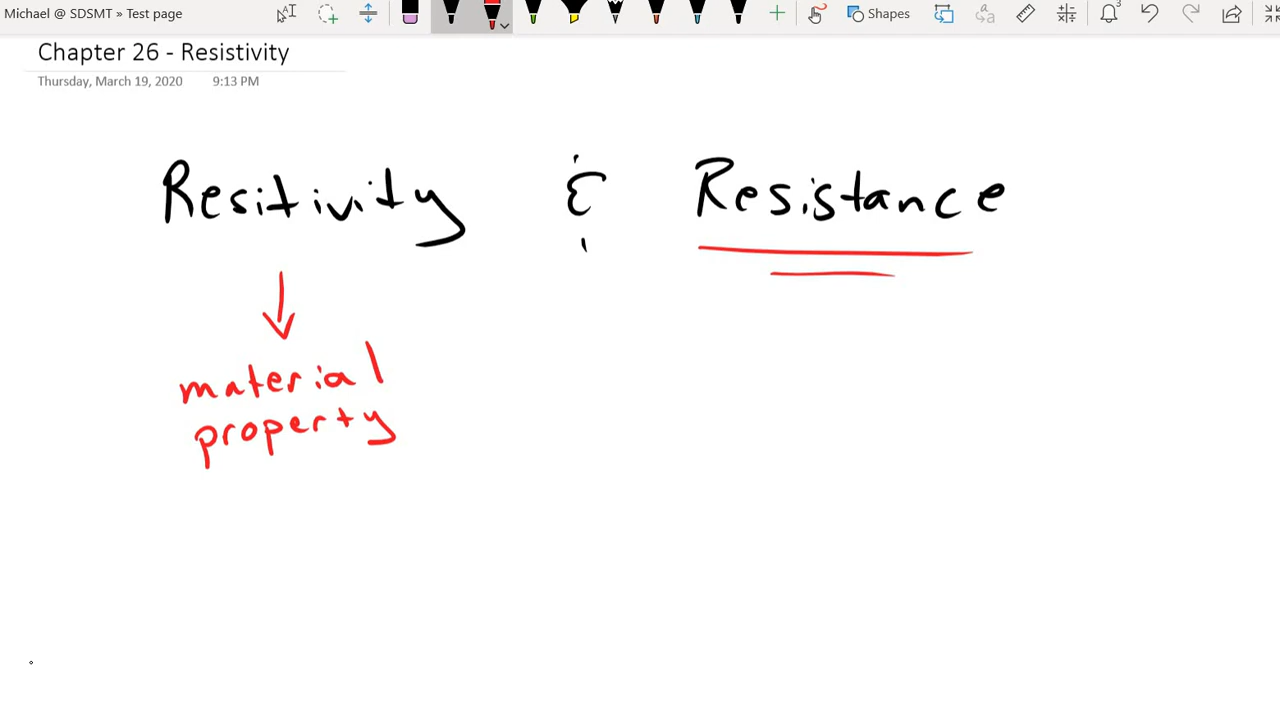 Michael @ SDSMT » Test page
Shapes
3
Chapter 26 - Resistivity
Thursday, March 19, 2020 9:13 PM
Resitivity & Resistance
material
property